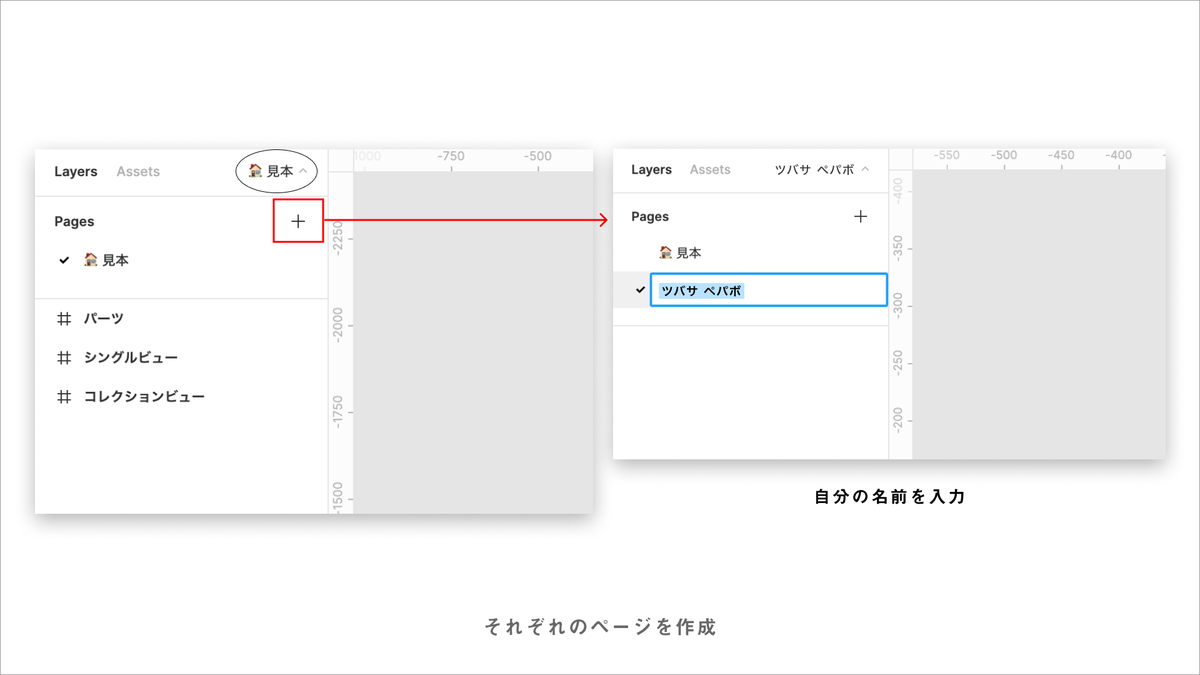 Layers Assets 🏠 見本
Pages +
🏠 見本
パーツ
シングルビュー
コレクションビュー
-1000 -750 -500
-2250
-2000
-1750
-1500
Layers Assets ツバサ ペパボ
Pages +
🏠 見本
ツバサ ペパボ
-550 -500 -450 -400
-400
-350
-300
-250
-200
自分の名前を入力
それぞれのページを作成